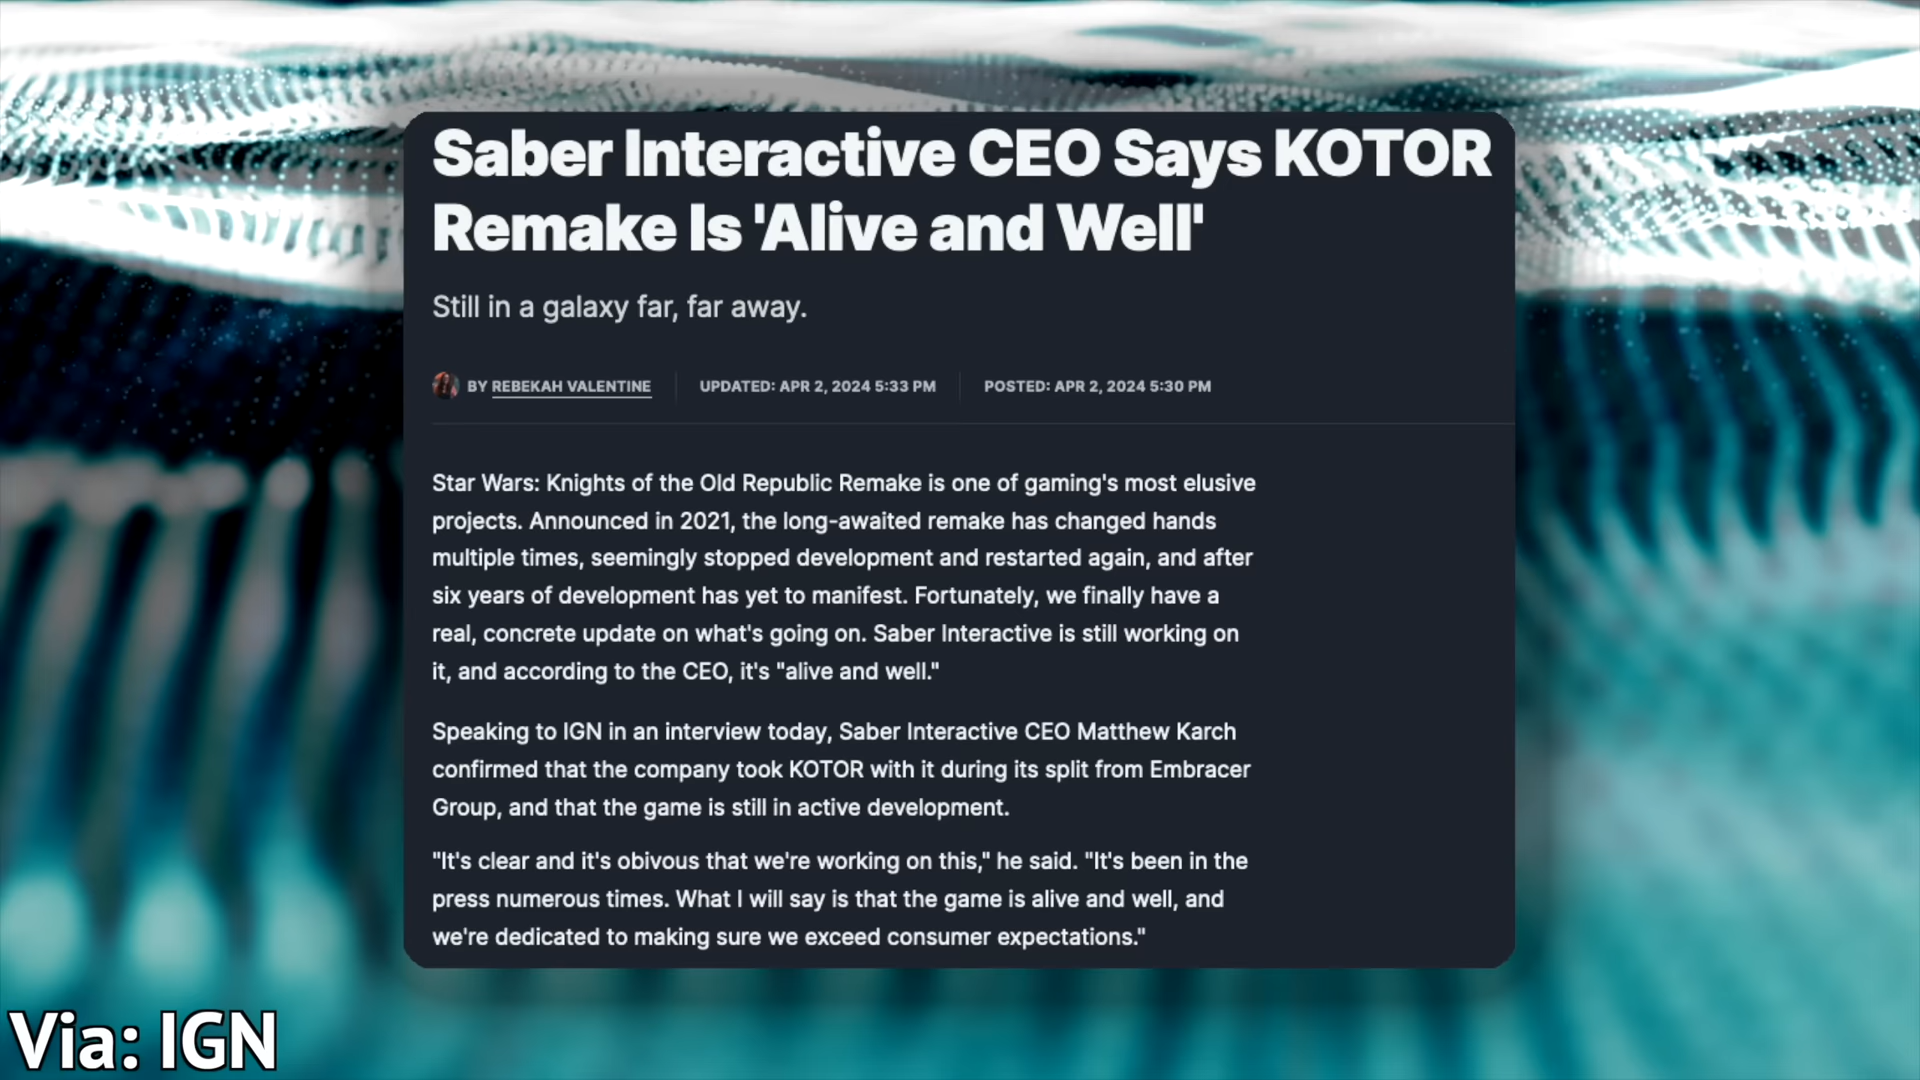 Saber Interactive CEO Says KOTOR
Remake Is 'Alive and Well'
Still in a galaxy far, far away.
BY REBEKAH VALENTINE
UPDATED: APR 2, 2024 5:33 PM
POSTED: APR 2, 2024 5:30 PM
Star Wars: Knights of the Old Republic Remake is one of gaming's most elusive
projects. Announced in 2021, the long-awaited remake has changed hands
multiple times, seemingly stopped development and restarted again, and after
six years of development has yet to manifest. Fortunately, we finally have a
real, concrete update on what's going on. Saber Interactive is still working on
it, and according to the CEO, it's "alive and well."
Speaking to IGN in an interview today, Saber Interactive CEO Matthew Karch
confirmed that the company took KOTOR with it during its split from Embracer
Group, and that the game is still in active development.
"It's clear and it's obivous that we're working on this," he said. "It's been in the
press numerous times. What I will say is that the game is alive and well, and
we're dedicated to making sure we exceed consumer expectations."
Via: IGN